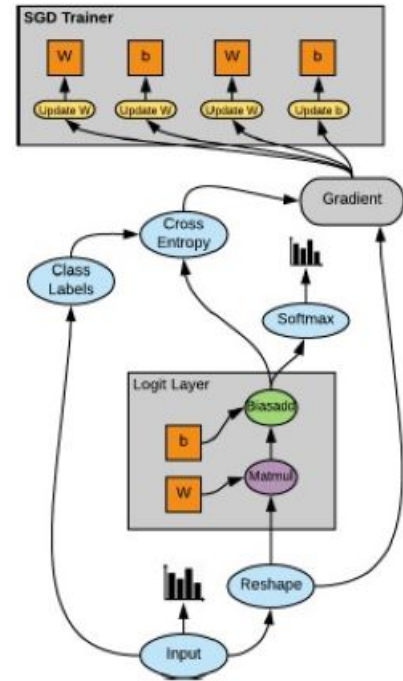 SGD Trainer
W
b
W
b
Update W
Update W
Update W
Update b
Gradient
Cross
Entropy
Class
Labels
Softmax
Logit Layer
Biasadd
b
W
Matmul
Reshape
Input